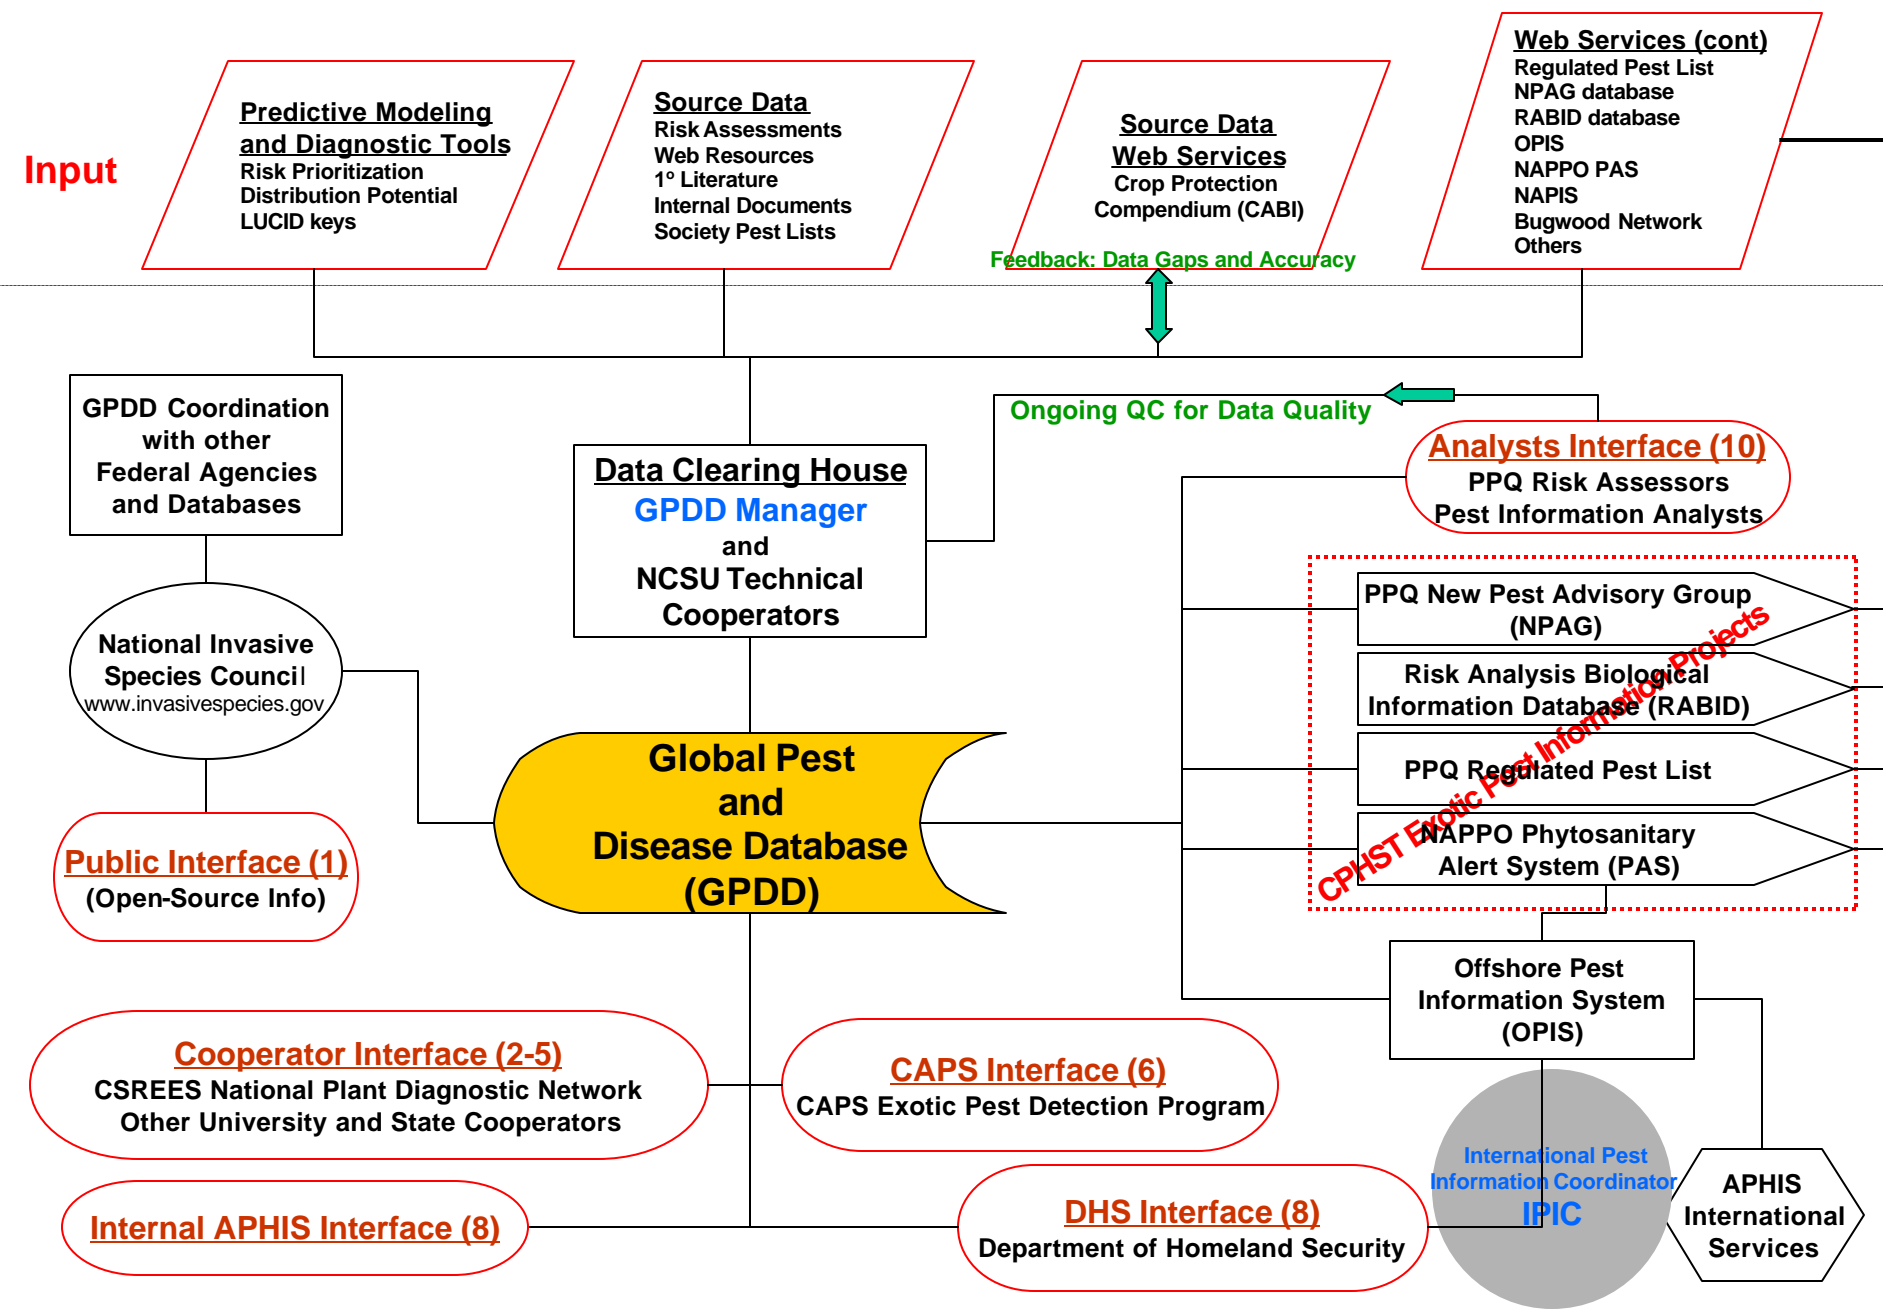 Input
Predictive Modeling
and Diagnostic Tools
Risk Prioritization
Distribution Potential
LUCID keys
Source Data
Risk Assessments
Web Resources
1º Literature
Internal Documents
Society Pest Lists
Source Data
Web Services
Crop Protection
Compendium (CABI)
Web Services (cont)
Regulated Pest List
NPAG database
RABID database
OPIS
NAPPO PAS
NAPIS
Bugwood Network
Others
Feedback: Data Gaps and Accuracy
GPDD Coordination
with other
Federal Agencies
and Databases
Data Clearing House
GPDD Manager
and
NCSU Technical
Cooperators
Ongoing QC for Data Quality
Analysts Interface (10)
PPQ Risk Assessors
Pest Information Analysts
National Invasive
Species Council
www.invasivespecies.gov
PPQ New Pest Advisory Group
(NPAG)
Risk Analysis Biological
Information Database (RABID)
PPQ Regulated Pest List
NAPPO Phytosanitary
Alert System (PAS)
CPHST Exotic Pest Information Projects
Global Pest
and
Disease Database
(GPDD)
Public Interface (1)
(Open-Source Info)
Offshore Pest
Information System
(OPIS)
Cooperator Interface (2-5)
CSREES National Plant Diagnostic Network
Other University and State Cooperators
CAPS Interface (6)
CAPS Exotic Pest Detection Program
International Pest
Information Coordinator
IPIC
APHIS
International
Services
Internal APHIS Interface (8)
DHS Interface (8)
Department of Homeland Security